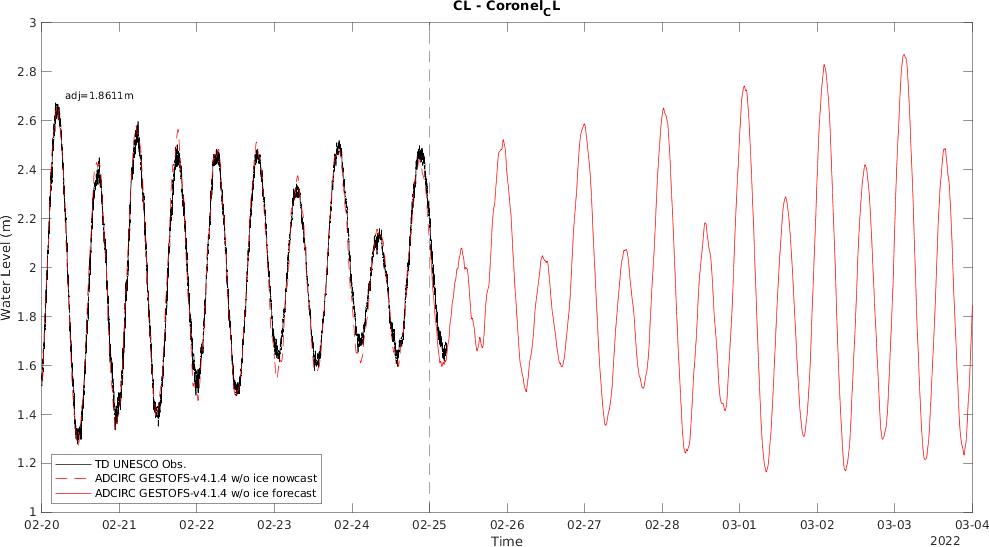 CL - Coronel_CL
3
2.8
2.6
2.4
2.2
2
1.8
1.6
1.4
1.2
1
Water Level (m)
adj=1.8611m
TD UNESCO Obs.
ADCIRC GESTOFS-v4.1.4 w/o ice nowcast
ADCIRC GESTOFS-v4.1.4 w/o ice forecast
02-20 02-21 02-22 02-23 02-24 02-25 02-26 02-27 02-28 03-01 03-02 03-03 03-04
Time
2022